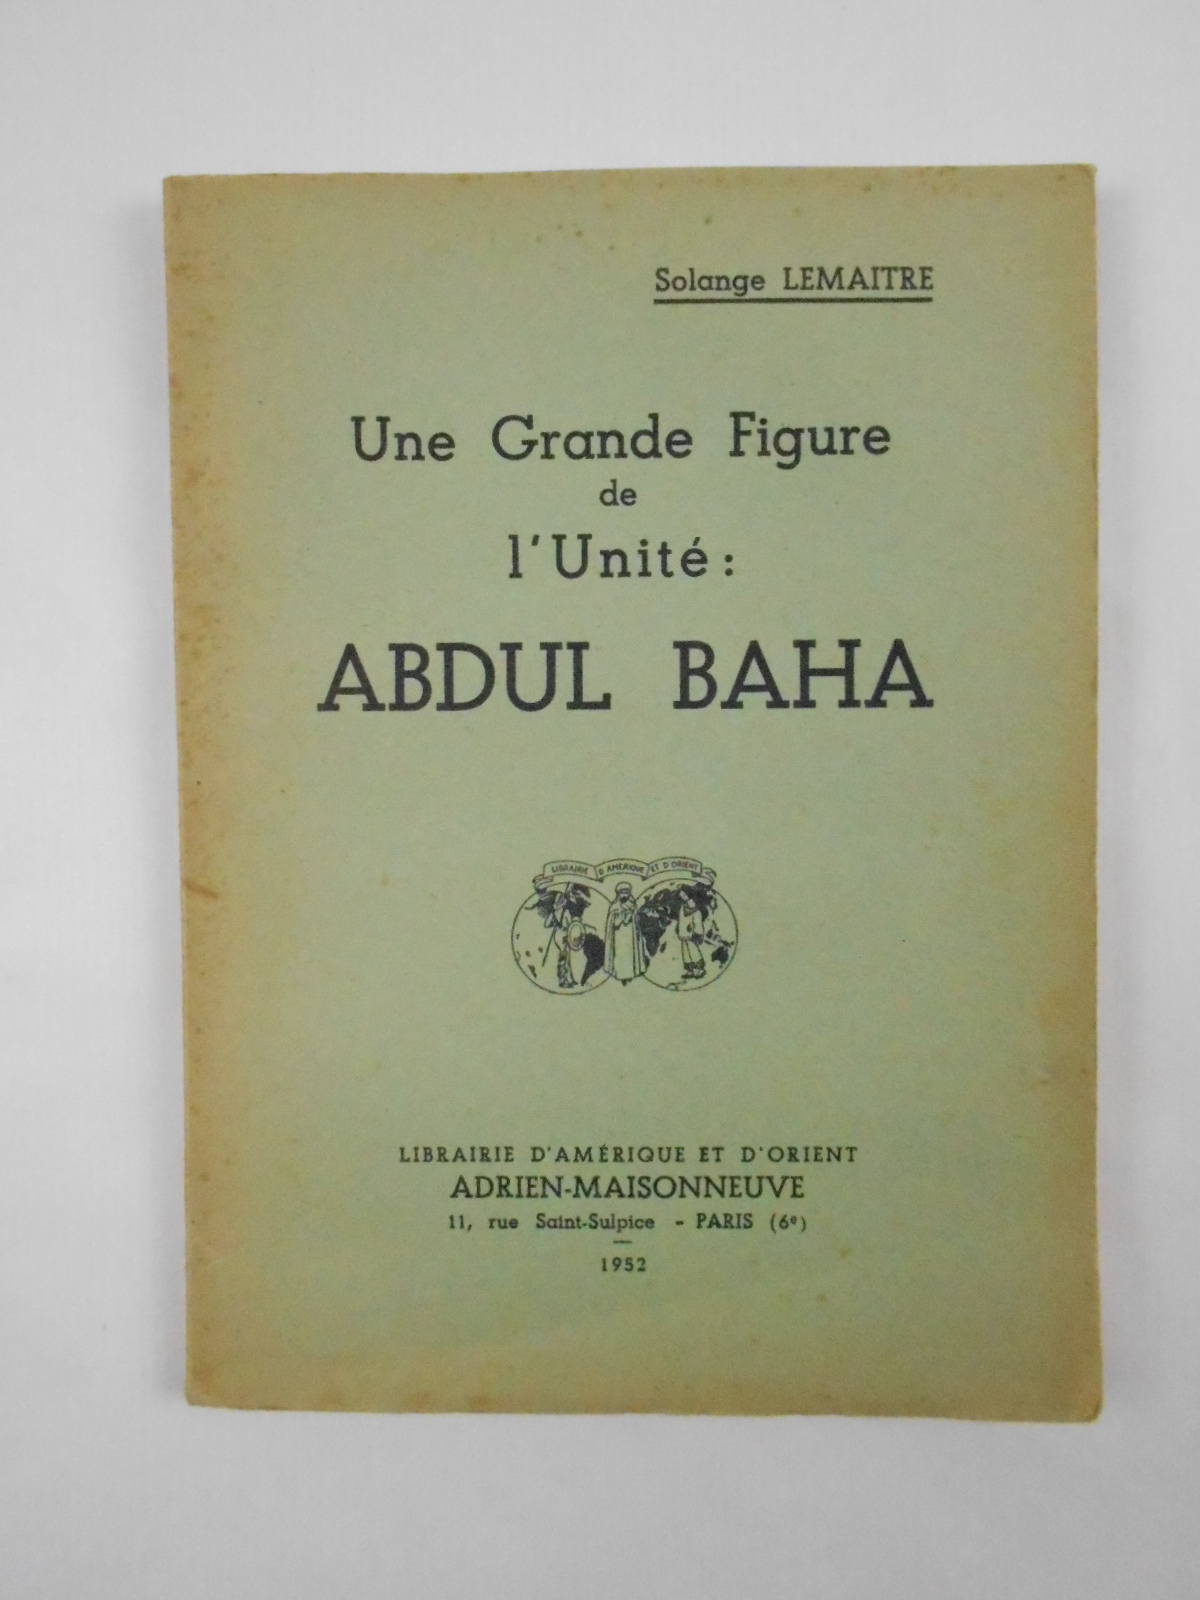 Solange LEMAITRE
Une Grande Figure
de
l'Unité :
ABDUL BAHA
LIBRAIRIE D'AMÉRIQUE ET D'ORIENT
LIBRAIRIE D'AMÉRIQUE ET D'ORIENT
ADRIEN-MAISONNEUVE
11, rue Saint-Sulpice - PARIS (6e)
1952